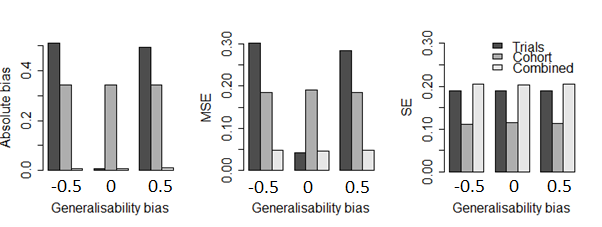 Absolute bias
0.0
0.2
0.4
-0.5
0
0.5
Generalisability bias
MSE
0.00
0.10
0.20
0.30
-0.5
0
0.5
Generalisability bias
SE
0.00
0.10
0.20
0.30
Trials
Cohort
Combined
-0.5
0
0.5
Generalisability bias